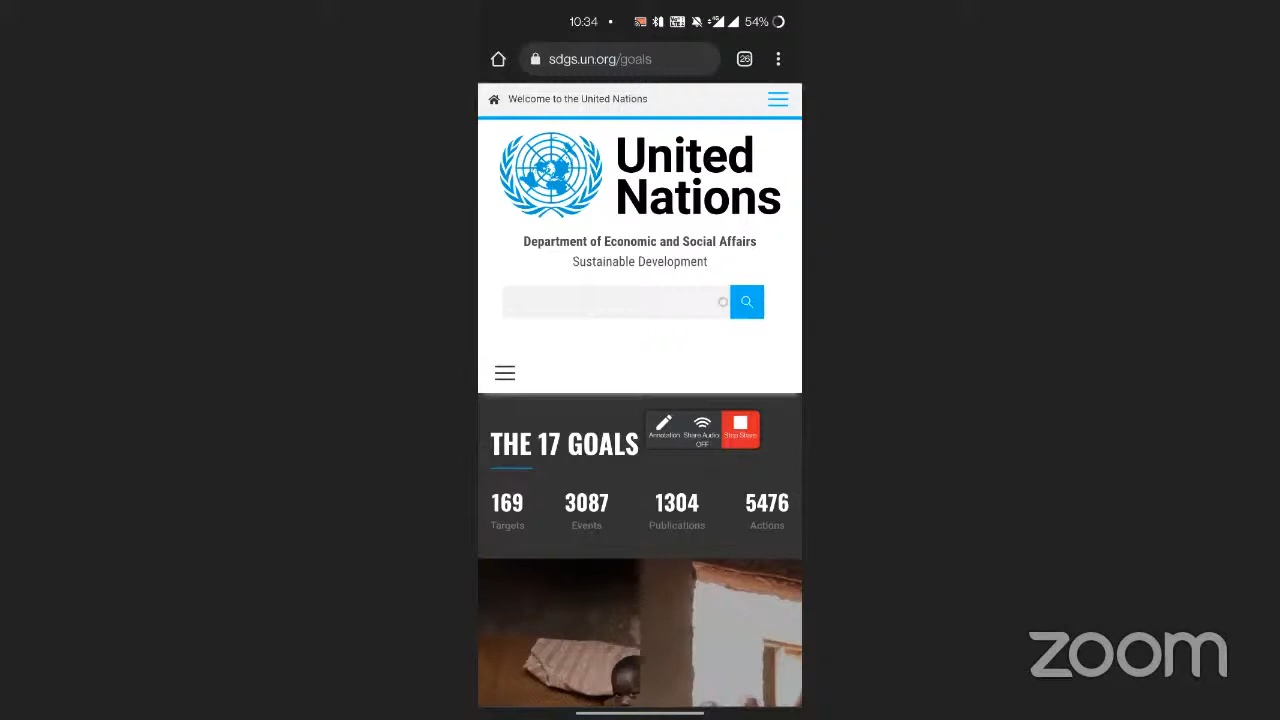 10:34
54%
sdgs.un.org/goals
26
Welcome to the United Nations
United
Nations
Department of Economic and Social Affairs
Sustainable Development
Annotation Share Audio Stop Share
OFF
THE 17 GOALS
169 3087 1304 5476
Targets Events Publications Actions
zoom